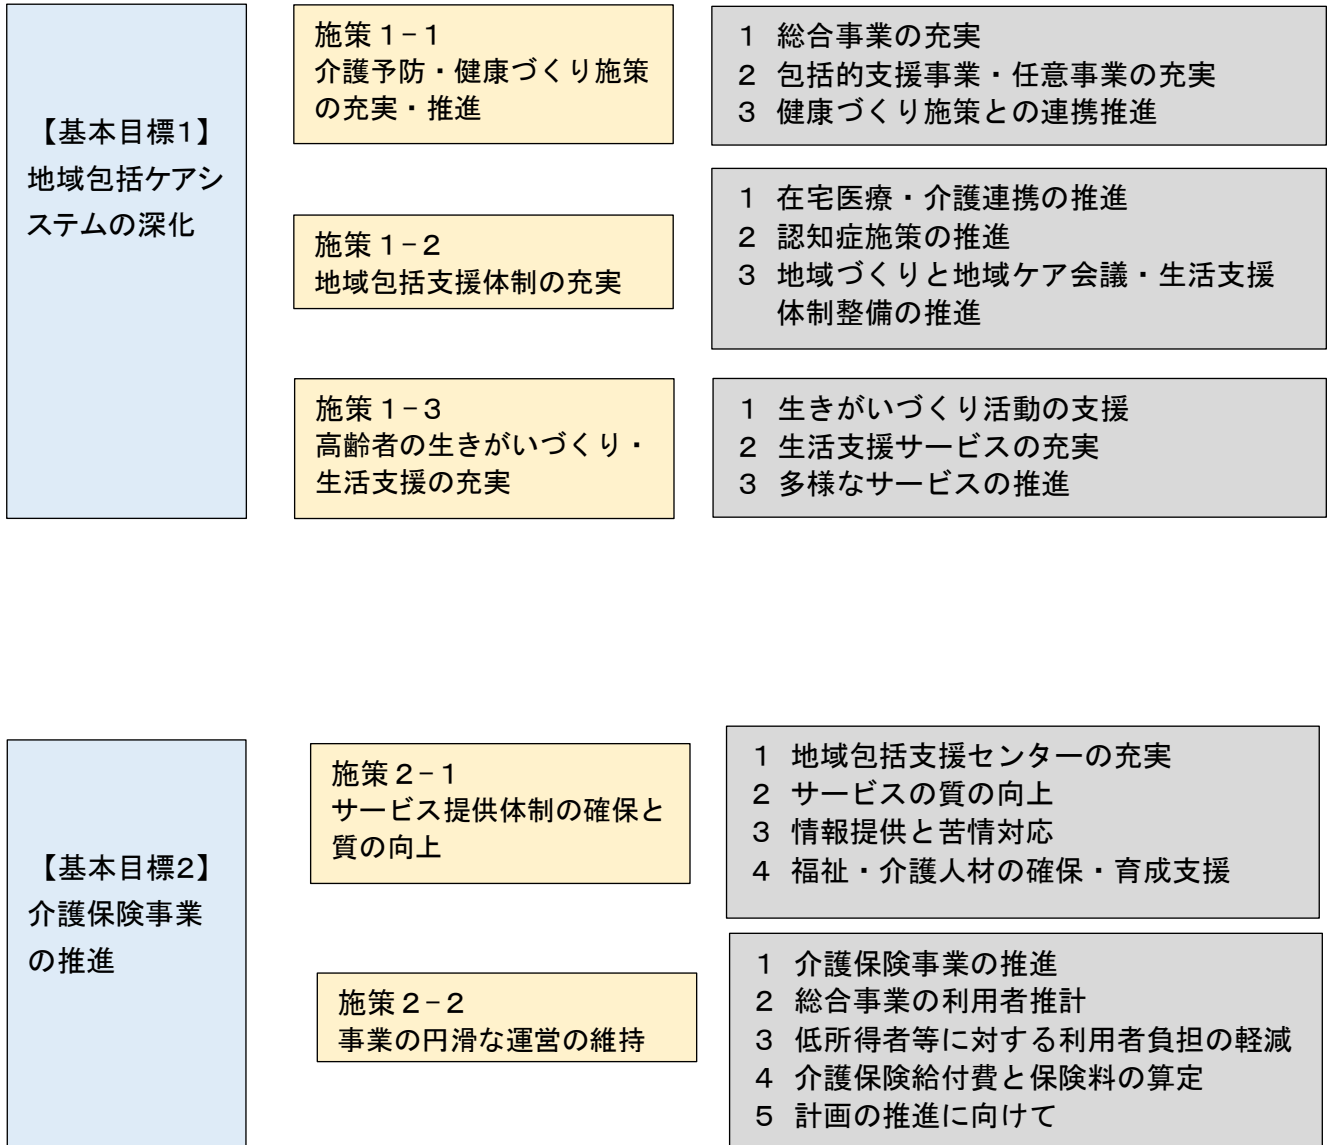 【基本目標1】
地域包括ケアシ
ステムの深化
施策1-1
介護予防・健康づくり施策
の充実・推進
1 総合事業の充実
2 包括的支援事業・任意事業の充実
3 健康づくり施策との連携推進
施策1-2
地域包括支援体制の充実
1 在宅医療・介護連携の推進
2 認知症施策の推進
3 地域づくりと地域ケア会議・生活支援
体制整備の推進
施策1-3
高齢者の生きがいづくり・
生活支援の充実
1 生きがいづくり活動の支援
2 生活支援サービスの充実
3 多様なサービスの推進
【基本目標2】
介護保険事業
の推進
施策2-1
サービス提供体制の確保と
質の向上
1 地域包括支援センターの充実
2 サービスの質の向上
3 情報提供と苦情対応
4 福祉・介護人材の確保・育成支援
施策2-2
事業の円滑な運営の維持
1 介護保険事業の推進
2 総合事業の利用者推計
3 低所得者等に対する利用者負担の軽減
4 介護保険給付費と保険料の算定
5 計画の推進に向けて